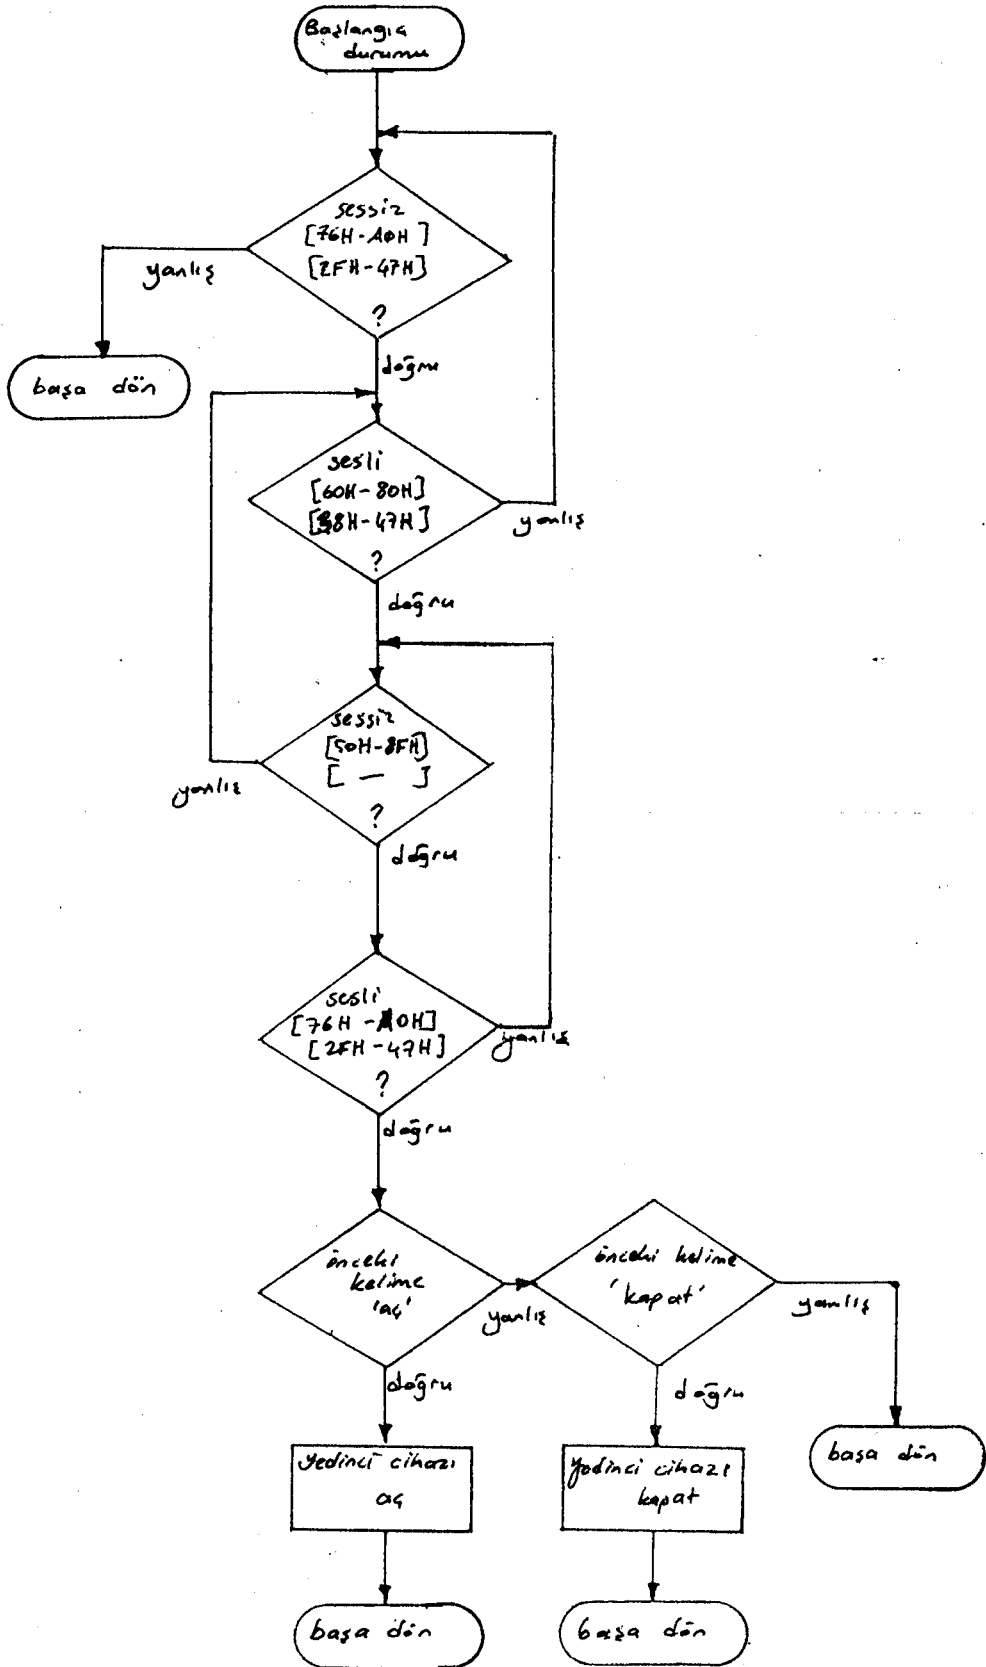 Başlangıç
durumu
sessiz
[76H-A0H]
[2FH-47H]
?
yanlış
doğru
başa dön
sesli
[60H-80H]
[38H-47H]
?
yanlış
doğru
sessiz
[50H-8FH]
[ — ]
?
yanlış
doğru
sesli
[76H-A0H]
[2FH-47H]
?
yanlış
doğru
önceki
kelime
'aç'
yanlış
doğru
önceki kelime
'kapat'
yanlış
doğru
başa dön
Yedinci cihazı
aç
Yedinci cihazı
kapat
başa dön
başa dön